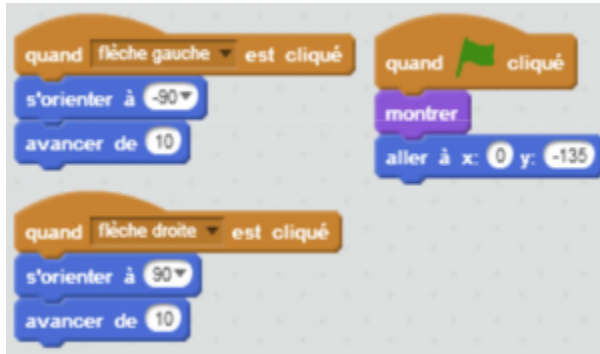 quand flèche gauche est cliqué
s'orienter à -90
avancer de 10
quand flèche droite est cliqué
s'orienter à 90
avancer de 10
quand cliqué
montrer
aller à x: 0 y: -135